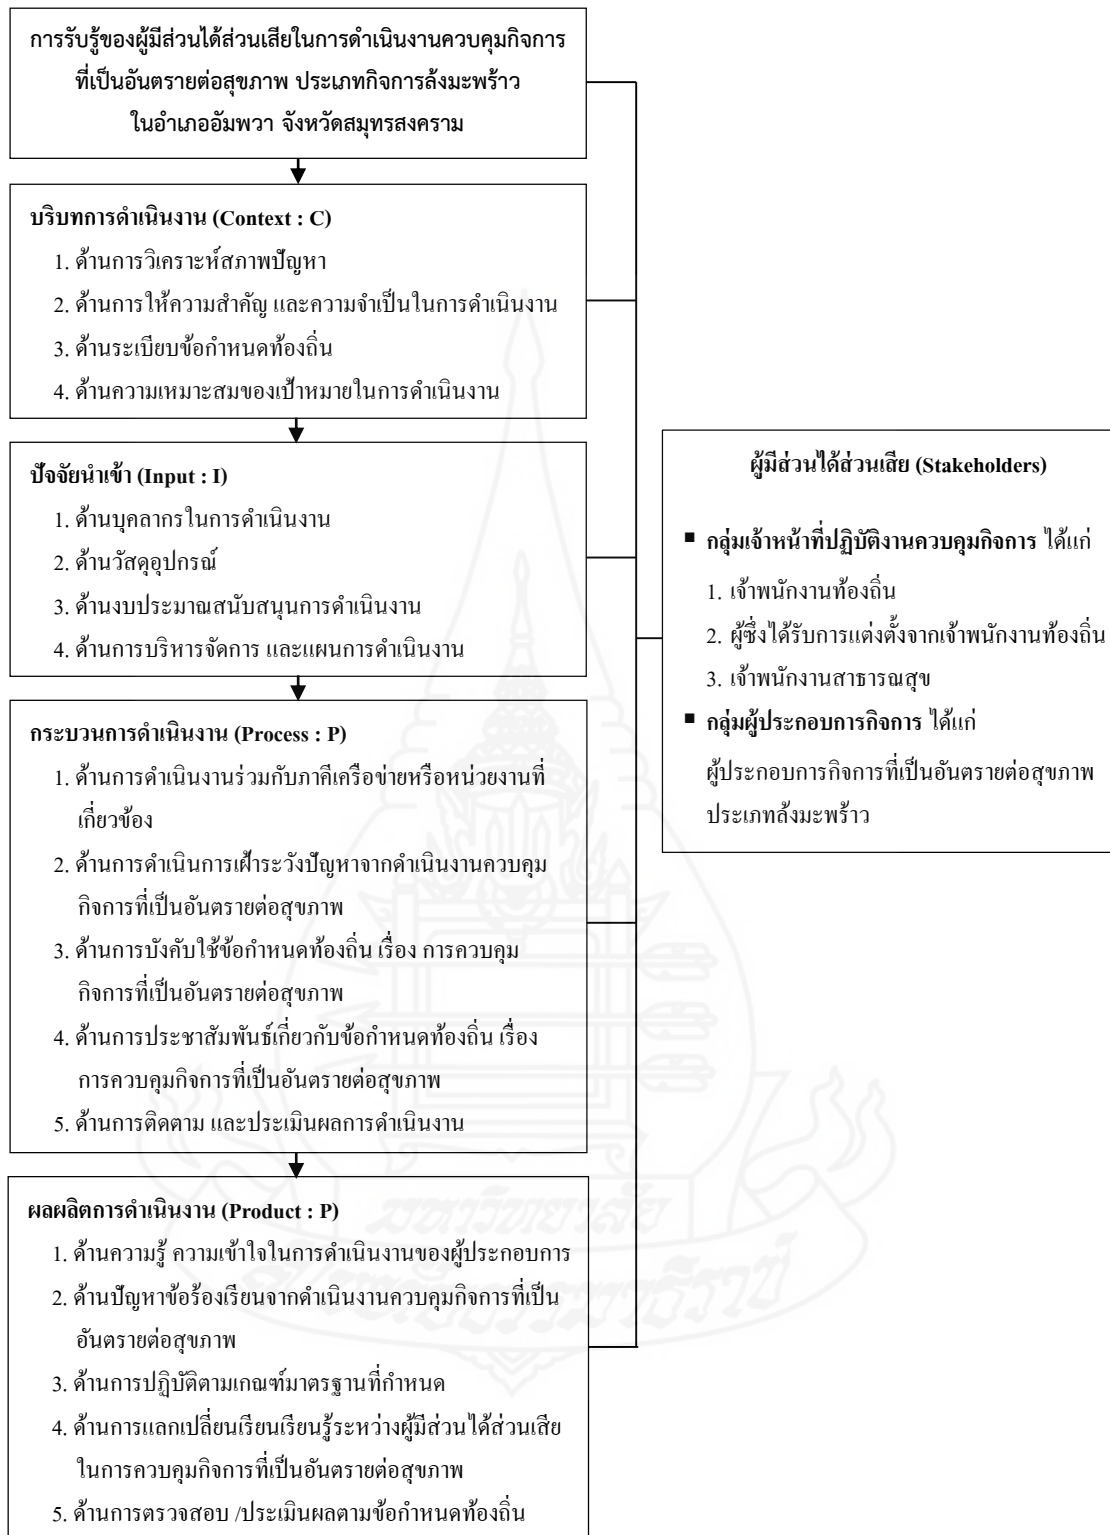 การรับรู้ของผู้มีส่วนได้ส่วนเสียในการดำเนินงานควบคุมกิจการ
ที่เป็นอันตรายต่อสุขภาพ ประเภทกิจการล้งมะพร้าว
ในอำเภออัมพวา จังหวัดสมุทรสงคราม
บริบทการดำเนินงาน (Context : C)
1. ด้านการวิเคราะห์สภาพปัญหา
2. ด้านการให้ความสำคัญ และความจำเป็นในการดำเนินงาน
3. ด้านระเบียบข้อกำหนดท้องถิ่น
4. ด้านความเหมาะสมของเป้าหมายในการดำเนินงาน
ปัจจัยนำเข้า (Input : I)
1. ด้านบุคลากรในการดำเนินงาน
2. ด้านวัสดุอุปกรณ์
3. ด้านงบประมาณสนับสนุนการดำเนินงาน
4. ด้านการบริหารจัดการ และแผนการดำเนินงาน
กระบวนการดำเนินงาน (Process : P)
1. ด้านการดำเนินงานร่วมกับภาคีเครือข่ายหรือหน่วยงานที่
เกี่ยวข้อง
2. ด้านการดำเนินการเฝ้าระวังปัญหาจากดำเนินงานควบคุม
กิจการที่เป็นอันตรายต่อสุขภาพ
3. ด้านการบังคับใช้ข้อกำหนดท้องถิ่น เรื่อง การควบคุม
กิจการที่เป็นอันตรายต่อสุขภาพ
4. ด้านการประชาสัมพันธ์เกี่ยวกับข้อกำหนดท้องถิ่น เรื่อง
การควบคุมกิจการที่เป็นอันตรายต่อสุขภาพ
5. ด้านการติดตาม และประเมินผลการดำเนินงาน
ผลผลิตการดำเนินงาน (Product : P)
1. ด้านความรู้ ความเข้าใจในการดำเนินงานของผู้ประกอบการ
2. ด้านปัญหาข้อร้องเรียนจากดำเนินงานควบคุมกิจการที่เป็น
อันตรายต่อสุขภาพ
3. ด้านการปฏิบัติตามเกณฑ์มาตรฐานที่กำหนด
4. ด้านการแลกเปลี่ยนเรียนเรียนรู้ระหว่างผู้มีส่วนได้ส่วนเสีย
ในการควบคุมกิจการที่เป็นอันตรายต่อสุขภาพ
5. ด้านการตรวจสอบ /ประเมินผลตามข้อกำหนดท้องถิ่น
ผู้มีส่วนได้ส่วนเสีย (Stakeholders)
▪ กลุ่มเจ้าหน้าที่ปฏิบัติงานควบคุมกิจการ ได้แก่
1. เจ้าพนักงานท้องถิ่น
2. ผู้ซึ่งได้รับการแต่งตั้งจากเจ้าพนักงานท้องถิ่น
3. เจ้าพนักงานสาธารณสุข
▪ กลุ่มผู้ประกอบการกิจการ ได้แก่
ผู้ประกอบการกิจการที่เป็นอันตรายต่อสุขภาพ
ประเภทล้งมะพร้าว
มหาวิทยาลัย
สุโขทัยธรรมาธิราช